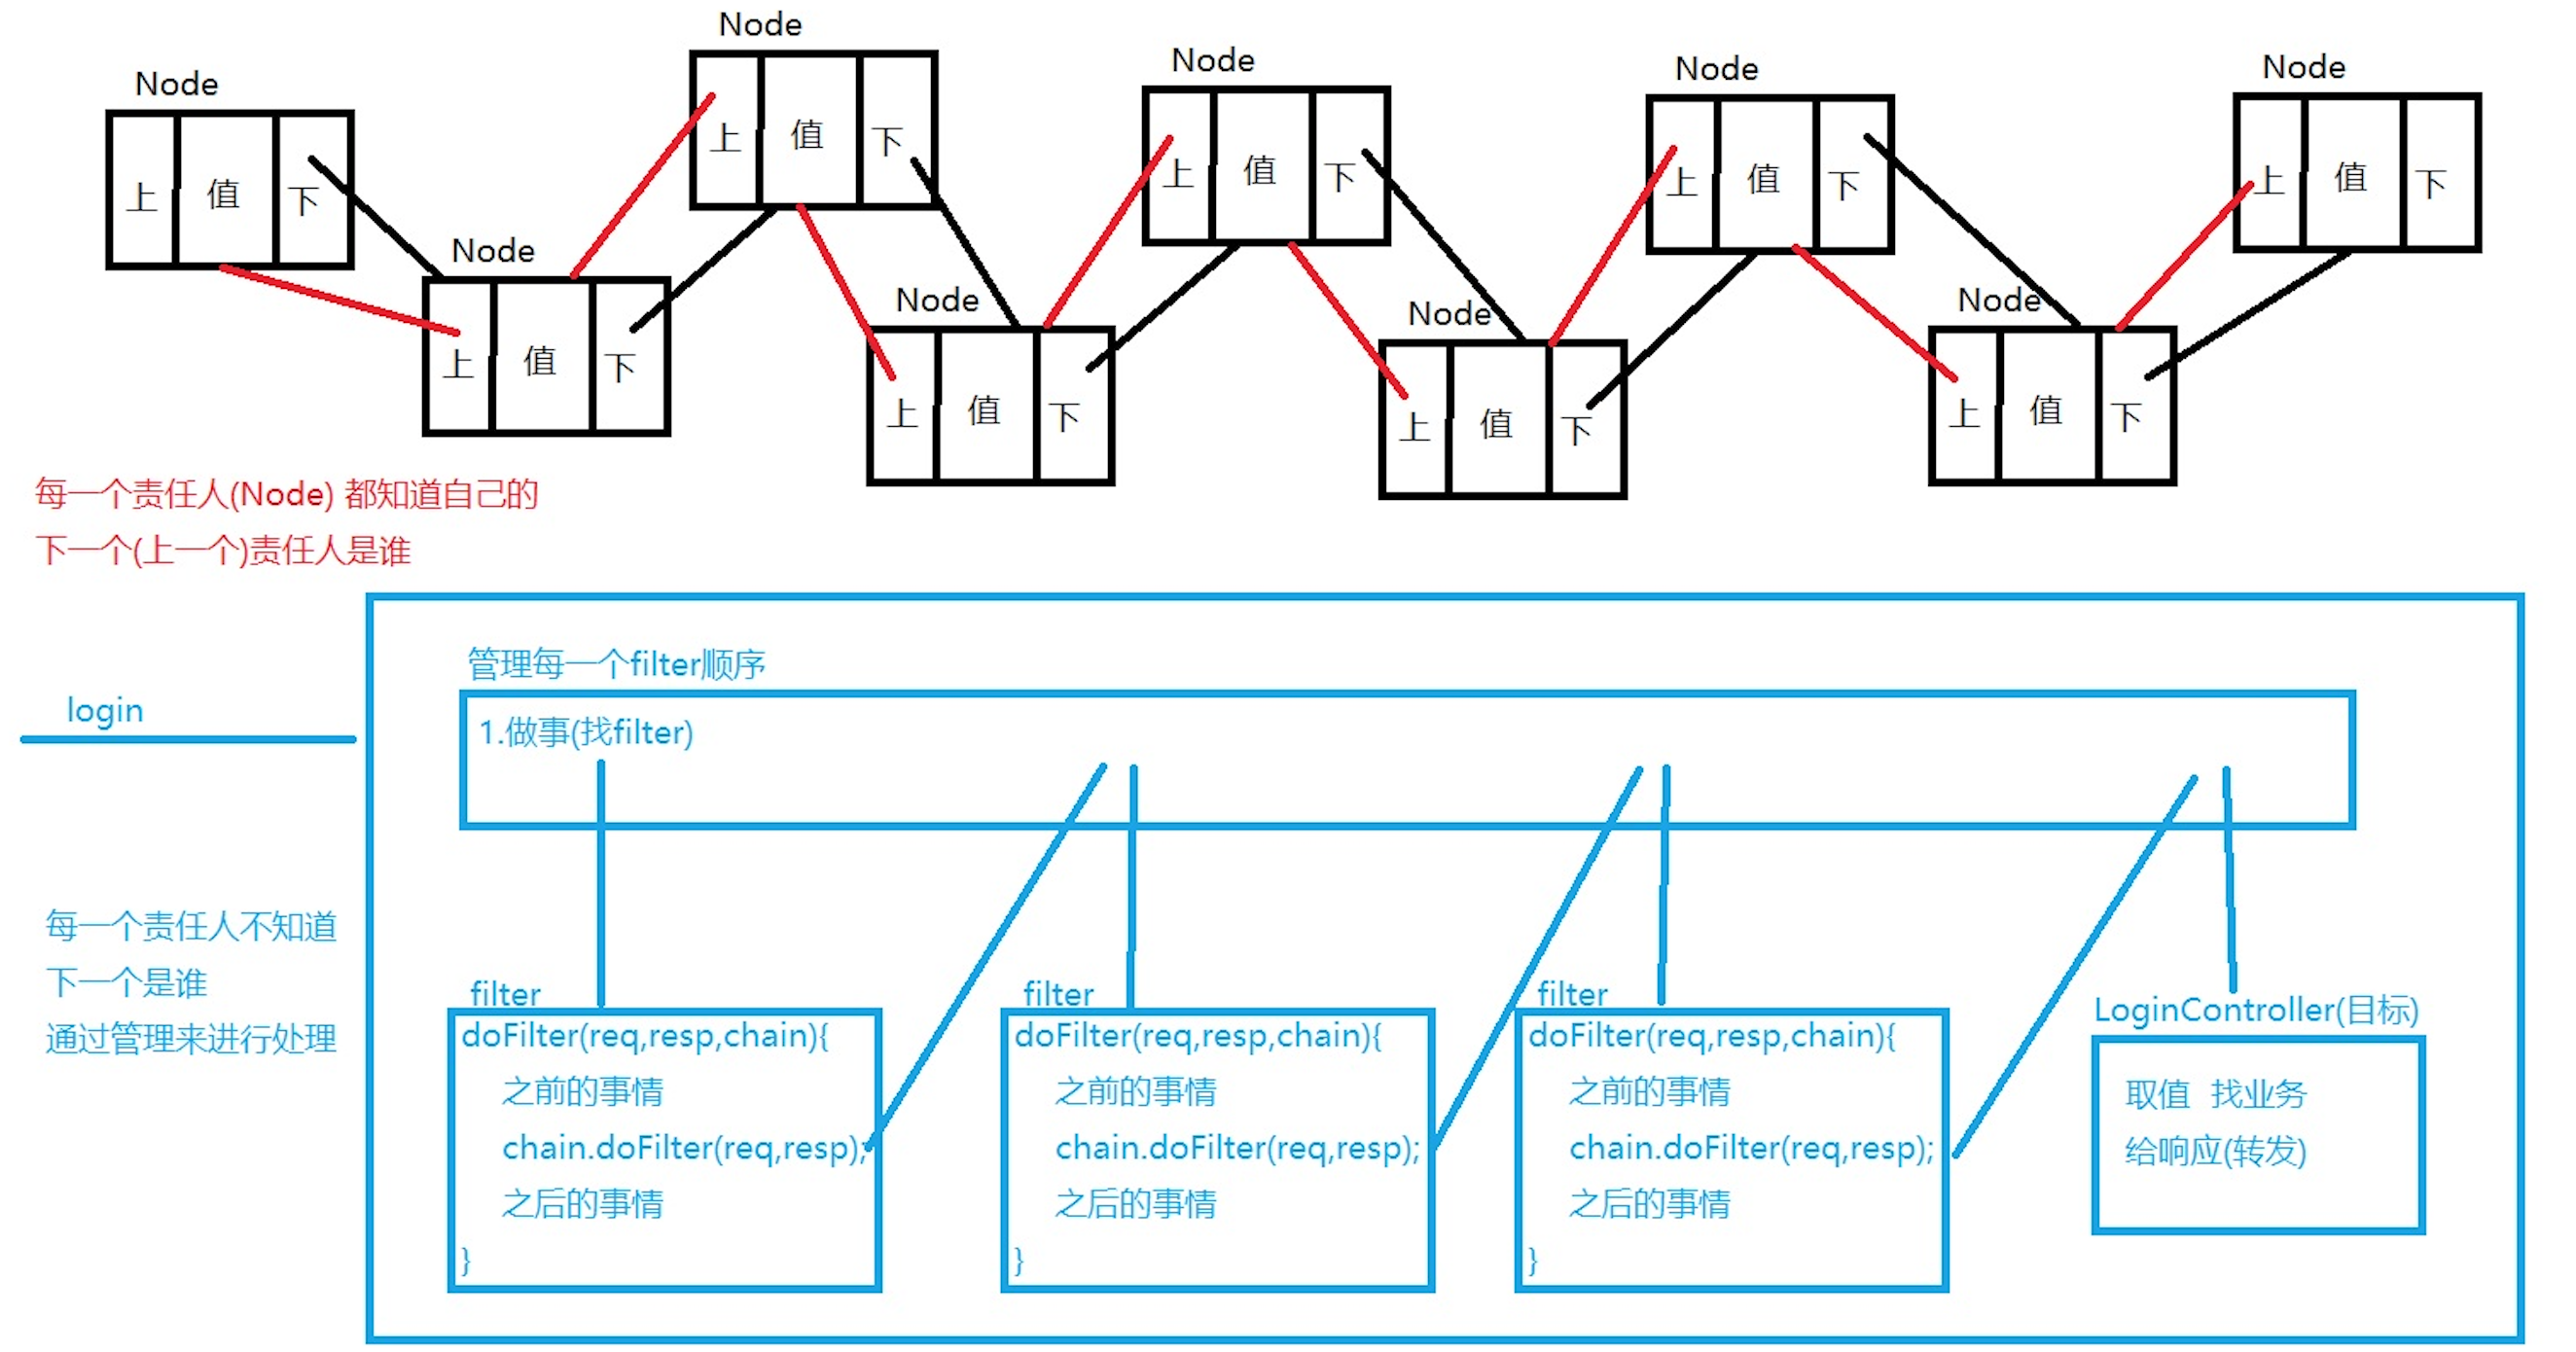 Node
上 值 下
Node
上 值 下
Node
上 值 下
Node
上 值 下
Node
上 值 下
Node
上 值 下
Node
上 值 下
Node
上 值 下
Node
上 值 下
每一个责任人(Node) 都知道自己的
下一个(上一个)责任人是谁
login
每一个责任人不知道
下一个是谁
通过管理来进行处理
管理每一个filter顺序
1.做事(找filter)
filter
doFilter(req,resp,chain){
之前的事情
chain.doFilter(req,resp);
之后的事情
}
filter
doFilter(req,resp,chain){
之前的事情
chain.doFilter(req,resp);
之后的事情
}
filter
doFilter(req,resp,chain){
之前的事情
chain.doFilter(req,resp);
之后的事情
}
LoginController(目标)
取值 找业务
给响应(转发)